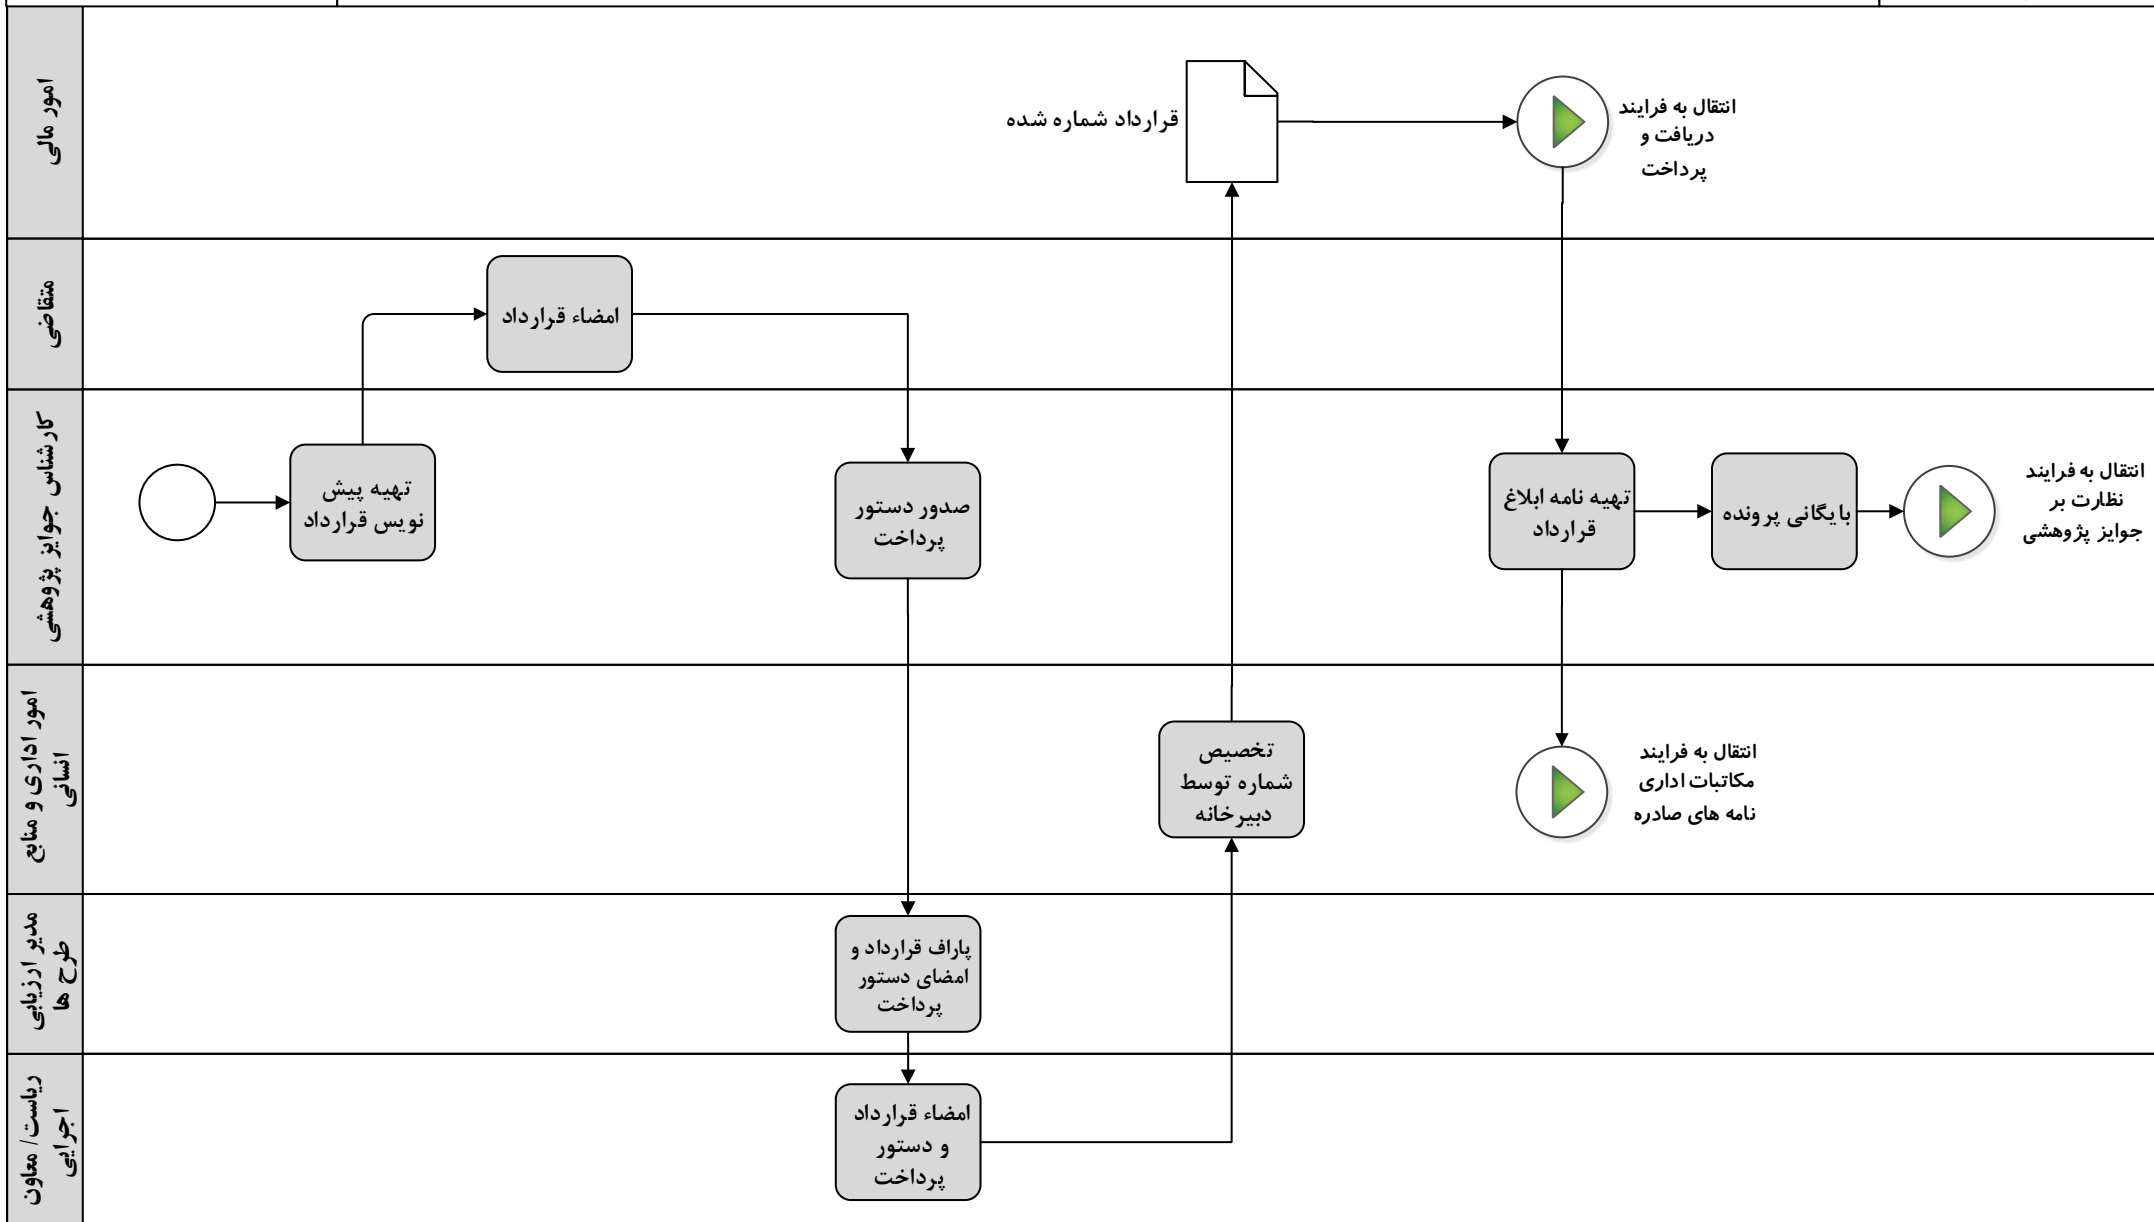 امور مالی
قرارداد شماره شده
انتقال به فرایند
دریافت و
پرداخت
متقاضی
امضاء قرارداد
کارشناس جوایز پژوهشی
تهیه پیش
نویس قرارداد
صدور دستور
پرداخت
تهیه نامه ابلاغ
قرارداد
بایگانی پرونده
انتقال به فرایند
نظارت بر
جوایز پژوهشی
امور اداری و منابع
انسانی
تخصیص
شماره توسط
دبیرخانه
انتقال به فرایند
مکاتبات اداری
نامه های صادره
مدیر ارزیابی
طرح ها
پاراف قرارداد و
امضای دستور
پرداخت
ریاست/ معاون
اجرایی
امضاء قرارداد
و دستور
پرداخت